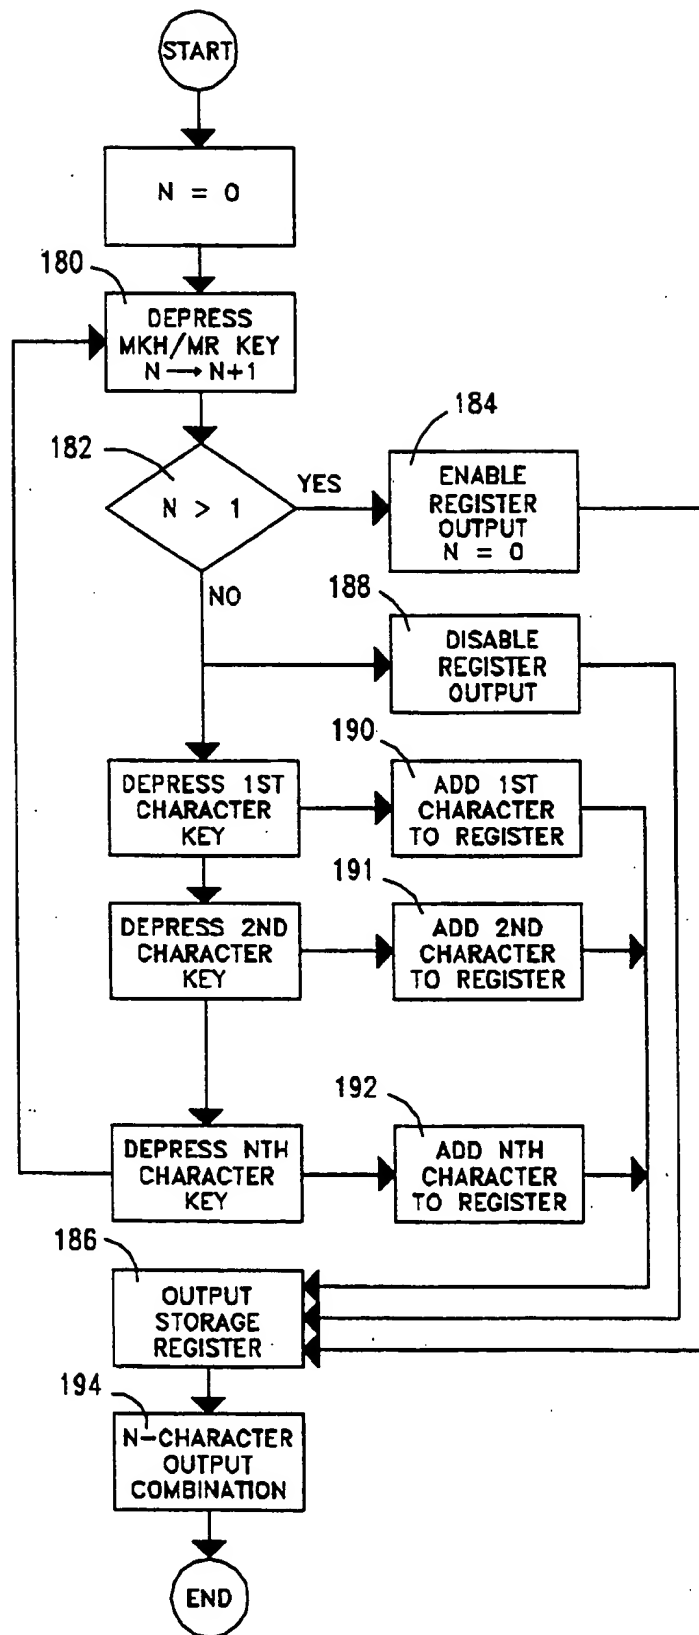 START
N = 0
180
DEPRESS
MKH/MR KEY
N → N+1
182
N > 1
YES
NO
184
ENABLE
REGISTER
OUTPUT
N = 0
188
DISABLE
REGISTER
OUTPUT
DEPRESS 1ST
CHARACTER
KEY
190
ADD 1ST
CHARACTER
TO REGISTER
DEPRESS 2ND
CHARACTER
KEY
191
ADD 2ND
CHARACTER
TO REGISTER
DEPRESS NTH
CHARACTER
KEY
192
ADD NTH
CHARACTER
TO REGISTER
186
OUTPUT
STORAGE
REGISTER
194
N-CHARACTER
OUTPUT
COMBINATION
END